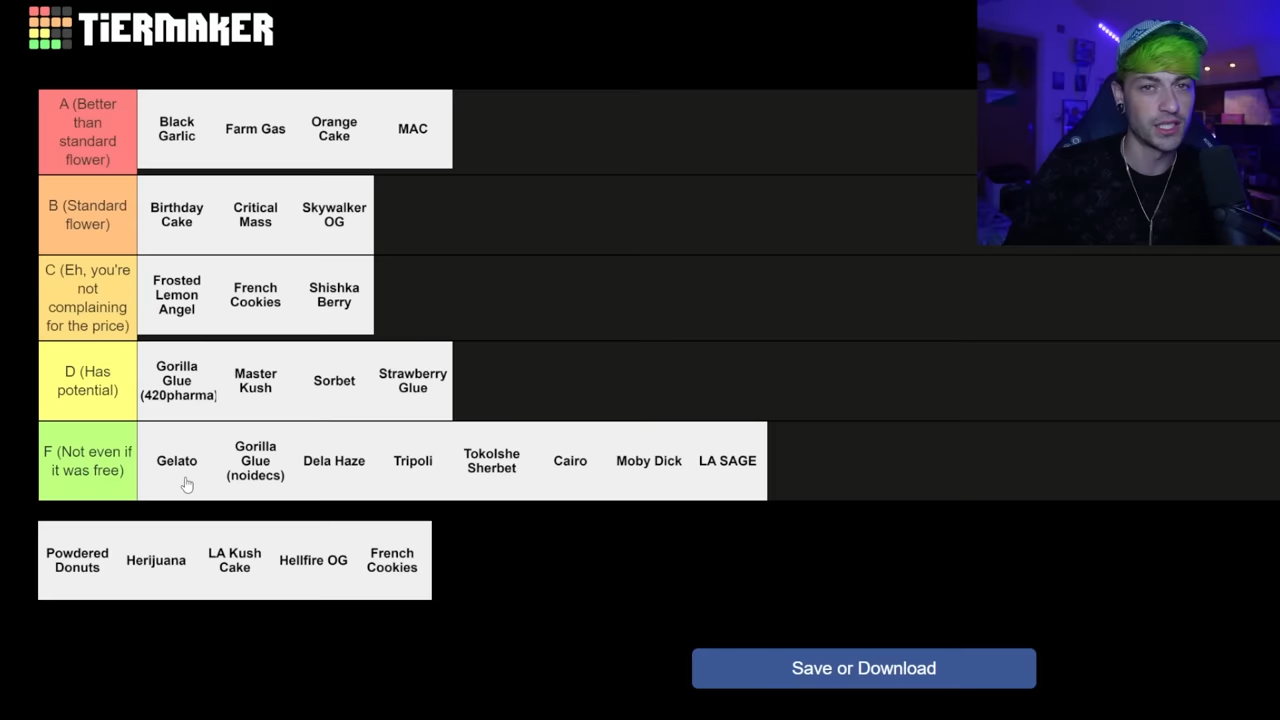 TiERMAKER
A (Better
than
standard
flower)
Black
Garlic
Farm Gas
Orange
Cake
MAC
B (Standard
flower)
Birthday
Cake
Critical
Mass
Skywalker
OG
C (Eh, you're
not
complaining
for the price)
Frosted
Lemon
Angel
French
Cookies
Shishka
Berry
D (Has
potential)
Gorilla
Glue
(420pharma)
Master
Kush
Sorbet
Strawberry
Glue
F (Not even if
it was free)
Gelato
Gorilla
Glue
(noidecs)
Dela Haze
Tripoli
Tokolshe
Sherbet
Cairo
Moby Dick
LA SAGE
Powdered
Donuts
Herijuana
LA Kush
Cake
Hellfire OG
French
Cookies
Save or Download